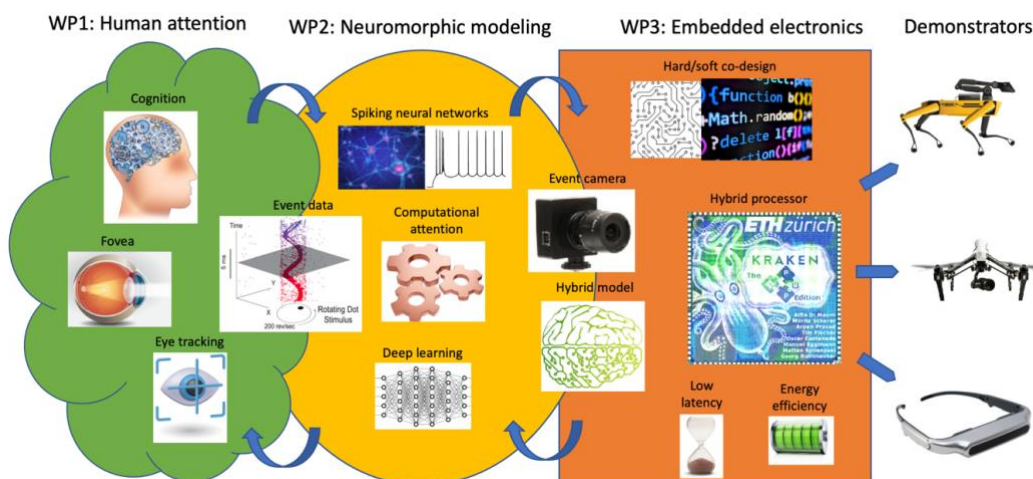 WP1: Human attention
WP2: Neuromorphic modeling
WP3: Embedded electronics
Demonstrators
Cognition
Fovea
Eye tracking
Event data
Time
5 ms
Y
X
200 rev/sec
Rotating Dot
Stimulus
Spiking neural networks
Computational
attention
Deep learning
Event camera
Hybrid model
Hard/soft co-design
{function b(){
Math.random()
?delete
Hybrid processor
ETH zürich
KRAKEN
The
Edition
Low
latency
Energy
efficiency